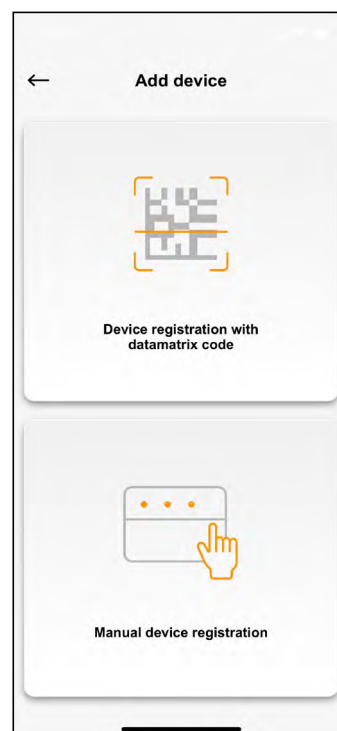 Add device
Device registration with
datamatrix code
Manual device registration